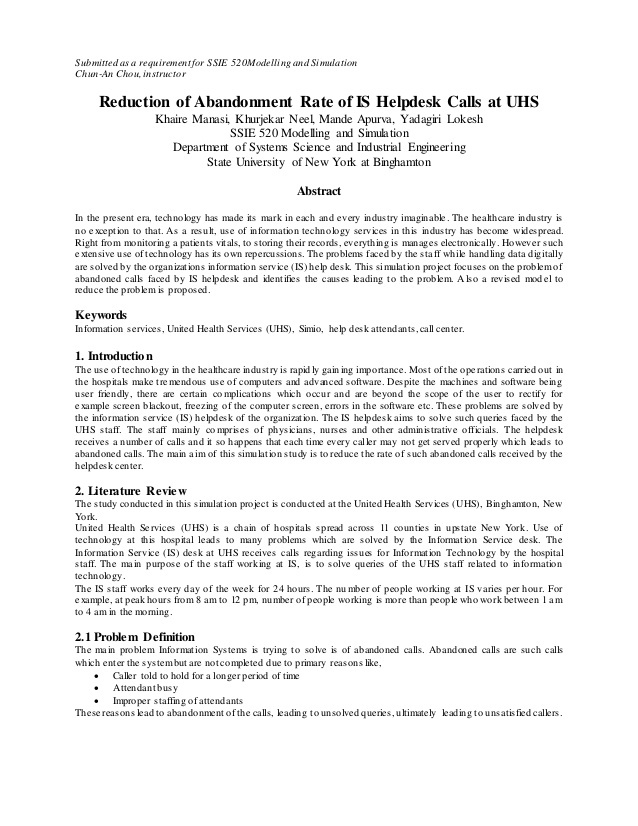 Submitted as a requirement for SSIE 520Modelling and Simulation
Chun-An Chou, instructor
Reduction of Abandonment Rate of IS Helpdesk Calls at UHS
Khaire Manasi, Khurjekar Neel, Mande Apurva, Yadagiri Lokesh
SSIE 520 Modelling and Simulation
Department of Systems Science and Industrial Engineering
State University of New York at Binghamton
Abstract
In the present era, technology has made its mark in each and every industry imaginable. The healthcare industry is
no exception to that. As a result, use of information technology services in this industry has become widespread.
Right from monitoring a patients vitals, to storing their records, everything is manages electronically. However such
extensive use of technology has its own repercussions. The problems faced by the staff while handling data digitally
are solved by the organizations information service (IS) help desk. This simulation project focuses on the problem of
abandoned calls faced by IS helpdesk and identifies the causes leading to the problem. Also a revised model to
reduce the problem is proposed.
Keywords
Information services, United Health Services (UHS), Simio, help desk attendants, call center.
1. Introduction
The use of technology in the healthcare industry is rapidly gaining importance. Most of the operations carried out in
the hospitals make tremendous use of computers and advanced software. Despite the machines and software being
user friendly, there are certain complications which occur and are beyond the scope of the user to rectify for
example screen blackout, freezing of the computer screen, errors in the software etc. These problems are solved by
the information service (IS) helpdesk of the organization. The IS helpdesk aims to solve such queries faced by the
UHS staff. The staff mainly comprises of physicians, nurses and other administrative officials. The helpdesk
receives a number of calls and it so happens that each time every caller may not get served properly which leads to
abandoned calls. The main aim of this simulation study is to reduce the rate of such abandoned calls received by the
helpdesk center.
2. Literature Review
The study conducted in this simulation project is conducted at the United Health Services (UHS), Binghamton, New
York.
United Health Services (UHS) is a chain of hospitals spread across 11 counties in upstate New York. Use of
technology at this hospital leads to many problems which are solved by the Information Service desk. The
Information Service (IS) desk at UHS receives calls regarding issues for Information Technology by the hospital
staff. The main purpose of the staff working at IS, is to solve queries of the UHS staff related to information
technology.
The IS staff works every day of the week for 24 hours. The number of people working at IS varies per hour. For
example, at peak hours from 8 am to 12 pm, number of people working is more than people who work between 1 am
to 4 am in the morning.
2.1 Problem Definition
The main problem Information Systems is trying to solve is of abandoned calls. Abandoned calls are such calls
which enter the system but are not completed due to primary reasons like,
• Caller told to hold for a longer period of time
• Attendant busy
• Improper staffing of attendants
These reasons lead to abandonment of the calls, leading to unsolved queries, ultimately leading to unsatisfied callers.